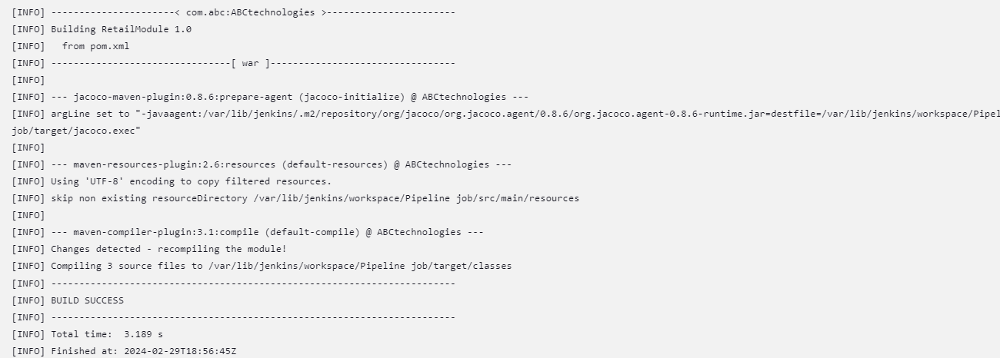 [INFO] ----------------------< com.abc:ABCtechnologies >-----------------------
[INFO] Building RetailModule 1.0
[INFO]   from pom.xml
[INFO] --------------------------------[ war ]---------------------------------
[INFO]
[INFO] --- jacoco-maven-plugin:0.8.6:prepare-agent (jacoco-initialize) @ ABCtechnologies ---
[INFO] argLine set to "-javaagent:/var/lib/jenkins/.m2/repository/org/jacoco/org.jacoco.agent/0.8.6/org.jacoco.agent-0.8.6-runtime.jar=destfile=/var/lib/jenkins/workspace/Pipel
job/target/jacoco.exec"
[INFO]
[INFO] --- maven-resources-plugin:2.6:resources (default-resources) @ ABCtechnologies ---
[INFO] Using 'UTF-8' encoding to copy filtered resources.
[INFO] skip non existing resourceDirectory /var/lib/jenkins/workspace/Pipeline job/src/main/resources
[INFO]
[INFO] --- maven-compiler-plugin:3.1:compile (default-compile) @ ABCtechnologies ---
[INFO] Changes detected - recompiling the module!
[INFO] Compiling 3 source files to /var/lib/jenkins/workspace/Pipeline job/target/classes
[INFO] ------------------------------------------------------------------------
[INFO] BUILD SUCCESS
[INFO] ------------------------------------------------------------------------
[INFO] Total time:  3.189 s
[INFO] Finished at: 2024-02-29T18:56:45Z